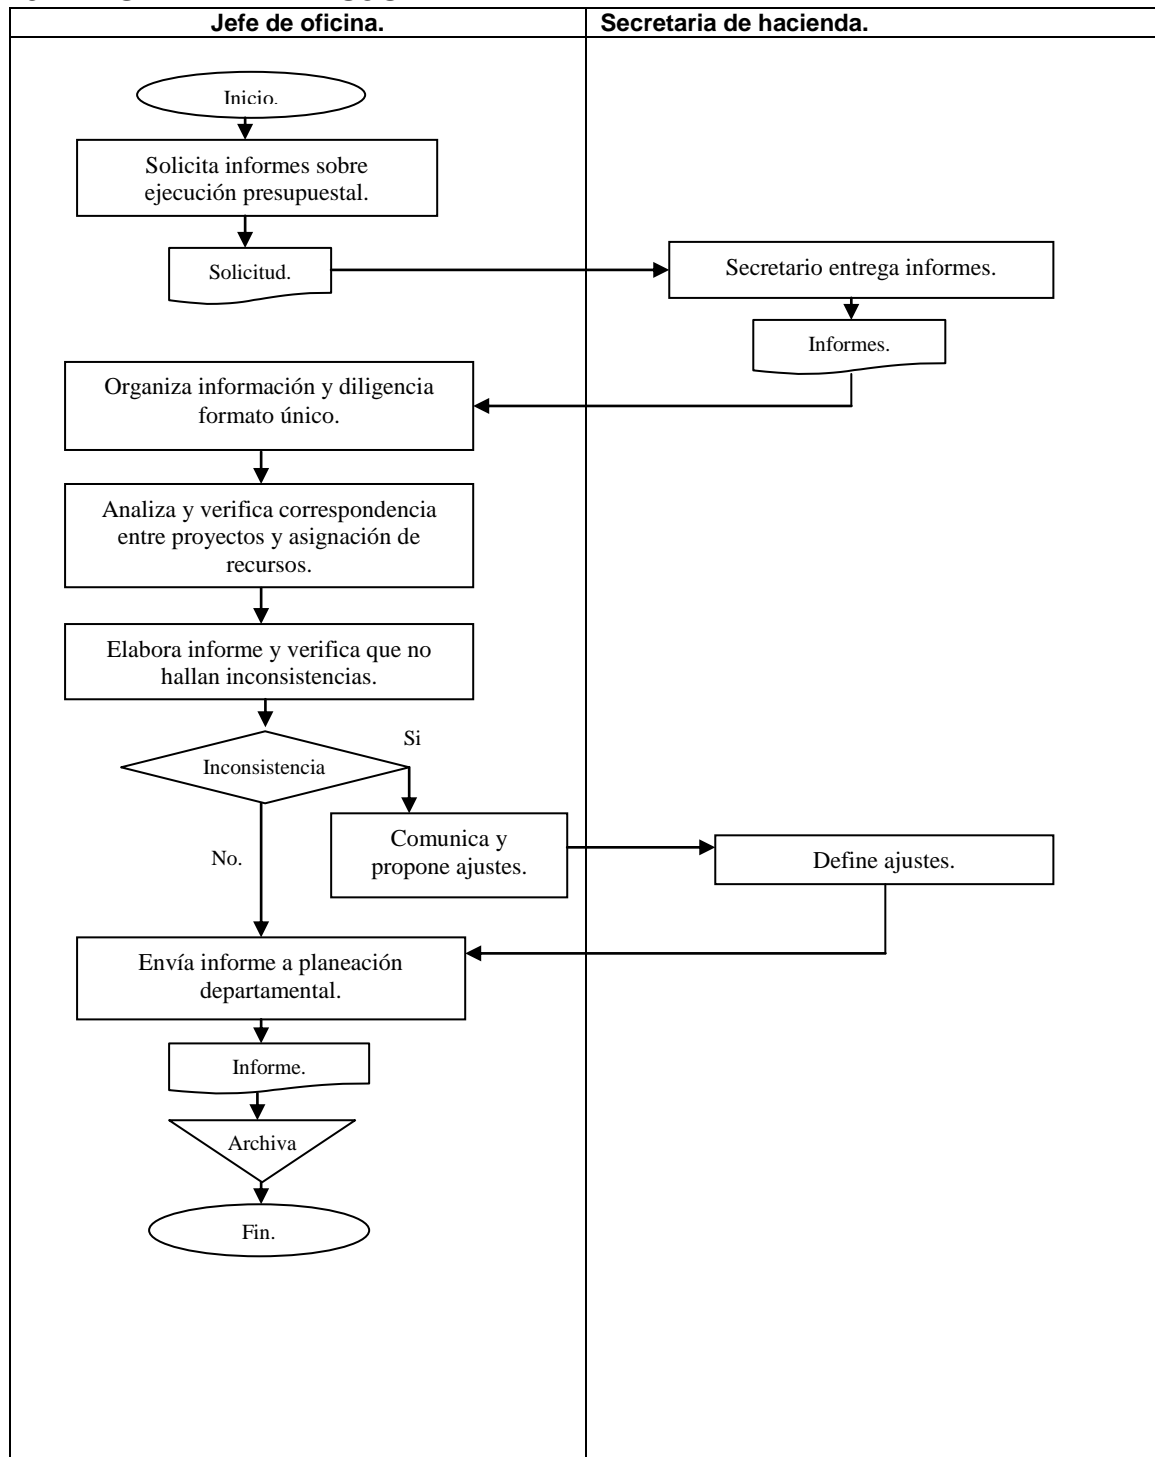 Jefe de oficina.
Secretaria de hacienda.
Inicio.
Solicita informes sobre
ejecución presupuestal.
Solicitud.
Secretario entrega informes.
Informes.
Organiza información y diligencia
formato único.
Analiza y verifica correspondencia
entre proyectos y asignación de
recursos.
Elabora informe y verifica que no
hallan inconsistencias.
Si
Inconsistencia
Comunica y
propone ajustes.
Define ajustes.
No.
Envía informe a planeación
departamental.
Informe.
Archiva
Fin.